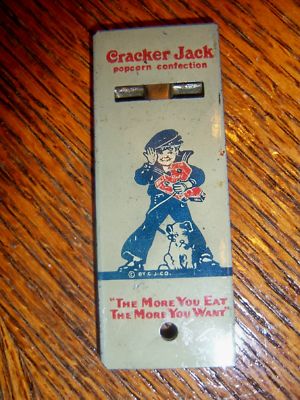 Cracker Jack
popcorn confection
© BY C.J.CO.
"THE MORE YOU EAT
THE MORE YOU WANT"